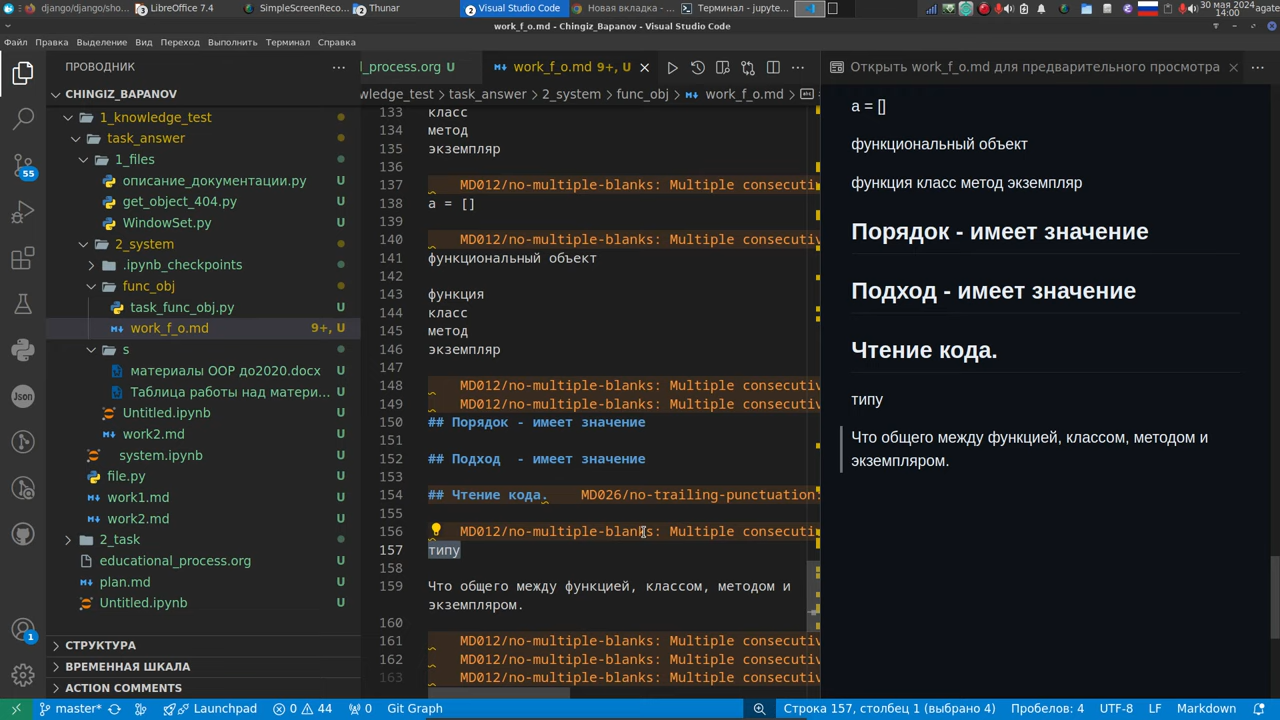 django/django/sho...
3 LibreOffice 7.4
SimpleScreenReco...
2 Thunar
2 Visual Studio Code
Новая вкладка - ...
Терминал - jupyte...
30 мая 2024
14:00
agate
work_f_o.md - Chingiz_Bapanov - Visual Studio Code
Файл Правка Выделение Вид Переход Выполнить Терминал Справка
ПРОВОДНИК
CHINGIZ_BAPANOV
1_knowledge_test
task_answer
1_files
описание_документации.py U
get_object_404.py U
WindowSet.py U
2_system
.ipynb_checkpoints
func_obj
task_func_obj.py U
work_f_o.md 9+, U
s
материалы ООР до2020.docx U
Таблица работы над матери... U
Untitled.ipynb U
work2.md U
system.ipynb U
file.py U
work1.md U
work2.md U
2_task
educational_process.org U
plan.md U
Untitled.ipynb U
СТРУКТУРА
ВРЕМЕННАЯ ШКАЛА
ACTION COMMENTS
55
Json
1
l_process.org U
work_f_o.md 9+, U
wledge_test > task_answer > 2_system > func_obj > work_f_o.md >
133 класс
134 метод
135 экземпляр
136
137 MD012/no-multiple-blanks: Multiple consecuti
138 a = []
139
140 MD012/no-multiple-blanks: Multiple consecuti
141 функциональный объект
142
143 функция
144 класс
145 метод
146 экземпляр
147
148 MD012/no-multiple-blanks: Multiple consecutiv
149 MD012/no-multiple-blanks: Multiple consecutiv
150 ## Порядок - имеет значение
151
152 ## Подход  - имеет значение
153
154 ## Чтение кода. MD026/no-trailing-punctuation:
155
156 MD012/no-multiple-blanks: Multiple consecuti
157 типу
158
159 Что общего между функцией, классом, методом и
экземпляром.
160
161 MD012/no-multiple-blanks: Multiple consecutiv
162 MD012/no-multiple-blanks: Multiple consecutiv
163 MD012/no-multiple-blanks: Multiple consecutiv
Открыть work_f_o.md для предварительного просмотра
a = []
функциональный объект
функция класс метод экземпляр
Порядок - имеет значение
Подход - имеет значение
Чтение кода.
типу
Что общего между функцией, классом, методом и
экземпляром.
master* Launchpad 0 44 0 Git Graph
Строка 157, столбец 1 (выбрано 4) Пробелов: 4 UTF-8 LF Markdown